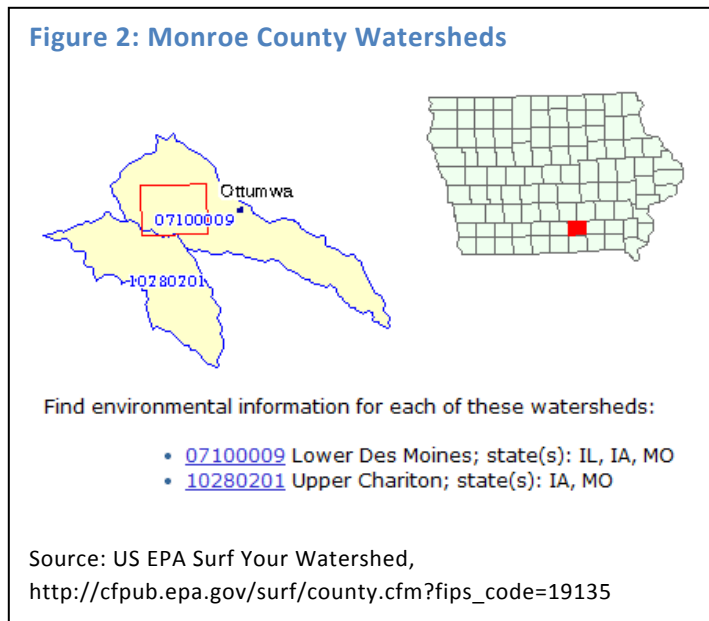 Figure 2: Monroe County Watersheds
Ottumwa
07100009
10280201
Find environmental information for each of these watersheds:
• 07100009 Lower Des Moines; state(s): IL, IA, MO
• 10280201 Upper Chariton; state(s): IA, MO
Source: US EPA Surf Your Watershed,
http://cfpub.epa.gov/surf/county.cfm?fips_code=19135